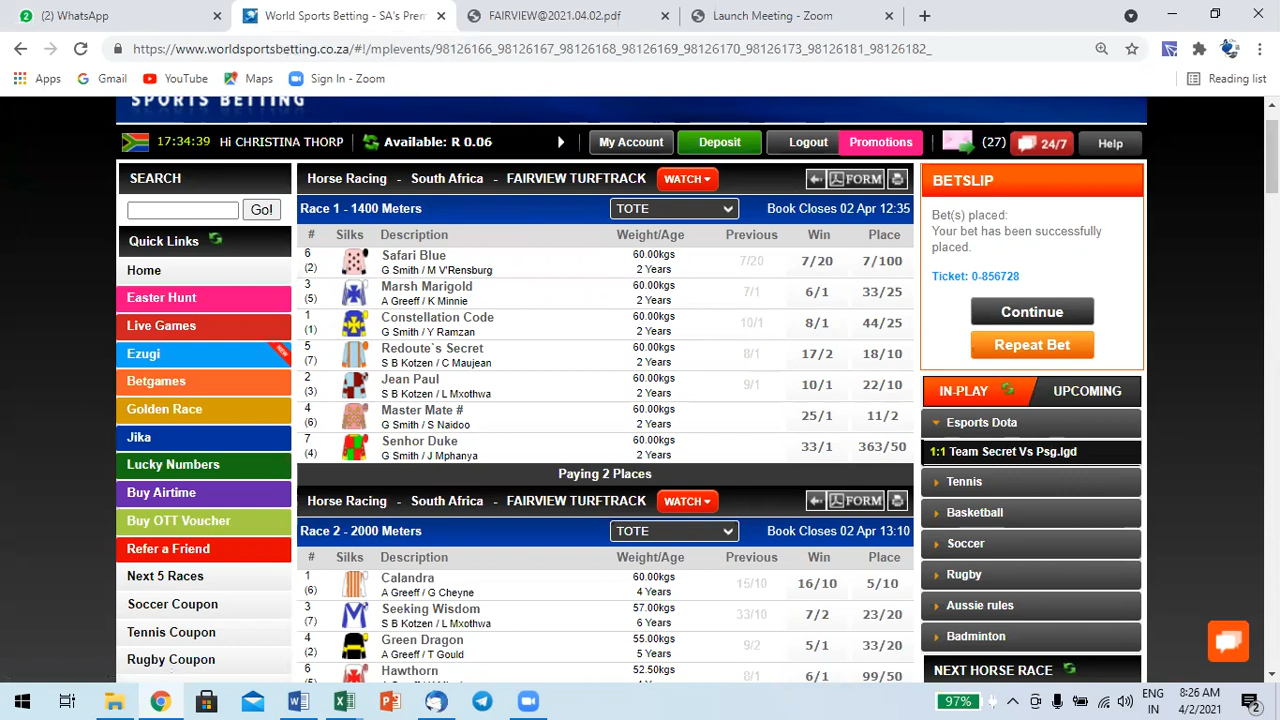 WhatsApp
World Sports Betting - SA's Prem
FAIRVIEW@2021.04.02.pdf
Launch Meeting - Zoom
https://www.worldsportsbetting.co.za/#!/mplevents/98126166_98126167_98126168_98126169_98126170_98126173_98126181_98126182_
Apps
Gmail
YouTube
Maps
Sign In - Zoom
Reading list
SPORTS BETTING
17:34:39 Hi CHRISTINA THORP
Available: R 0.06
My Account
Deposit
Logout
Promotions
(27)
24/7
Help
SEARCH
Go!
Quick Links
Home
Easter Hunt
Live Games
Ezugi
NEW
Betgames
Golden Race
Jika
Lucky Numbers
Buy Airtime
Buy OTT Voucher
Refer a Friend
Next 5 Races
Soccer Coupon
Tennis Coupon
Rugby Coupon
Horse Racing - South Africa - FAIRVIEW TURFTRACK WATCH FORM
Race 1 - 1400 Meters TOTE Book Closes 02 Apr 12:35
# Silks Description Weight/Age Previous Win Place
6 Safari Blue 60.00kgs 7/20 7/20 7/100
(2) G Smith / M V'Rensburg 2 Years
3 Marsh Marigold 60.00kgs 7/1 6/1 33/25
(5) A Greeff / K Minnie 2 Years
1 Constellation Code 60.00kgs 10/1 8/1 44/25
(1) G Smith / Y Ramzan 2 Years
5 Redoute`s Secret 60.00kgs 8/1 17/2 18/10
(7) S B Kotzen / C Maujean 2 Years
2 Jean Paul 60.00kgs 9/1 10/1 22/10
(3) S B Kotzen / L Mxothwa 2 Years
4 Master Mate # 60.00kgs 25/1 11/2
(6) G Smith / S Naidoo 2 Years
7 Senhor Duke 60.00kgs 33/1 363/50
(4) G Smith / J Mphanya 2 Years
Paying 2 Places
Horse Racing - South Africa - FAIRVIEW TURFTRACK WATCH FORM
Race 2 - 2000 Meters TOTE Book Closes 02 Apr 13:10
# Silks Description Weight/Age Previous Win Place
1 Calandra 60.00kgs 15/10 16/10 5/10
(6) A Greeff / G Cheyne 4 Years
3 Seeking Wisdom 57.00kgs 33/10 7/2 23/20
(7) S B Kotzen / L Mxothwa 6 Years
4 Green Dragon 55.00kgs 9/2 5/1 33/20
(2) A Greeff / T Gould 5 Years
6 Hawthorn 52.50kgs 8/1 6/1 99/50
BETSLIP
Bet(s) placed:
Your bet has been successfully
placed.
Ticket: 0-856728
Continue
Repeat Bet
IN-PLAY
UPCOMING
Esports Dota
1:1 Team Secret Vs Psg.lgd
Tennis
Basketball
Soccer
Rugby
Aussie rules
Badminton
NEXT HORSE RACE
97%
ENG
IN
8:26 AM
4/2/2021
2